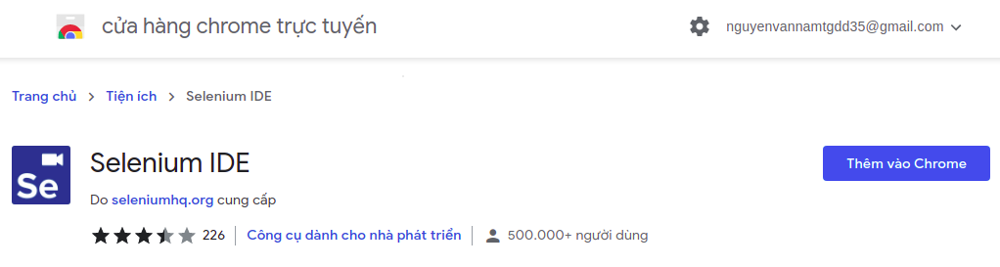 cửa hàng chrome trực tuyến nguyenvannamtgdd35@gmail.com
Trang chủ > Tiện ích > Selenium IDE
Se Selenium IDE Thêm vào Chrome
Do seleniumhq.org cung cấp
226 Công cụ dành cho nhà phát triển 500.000+ người dùng